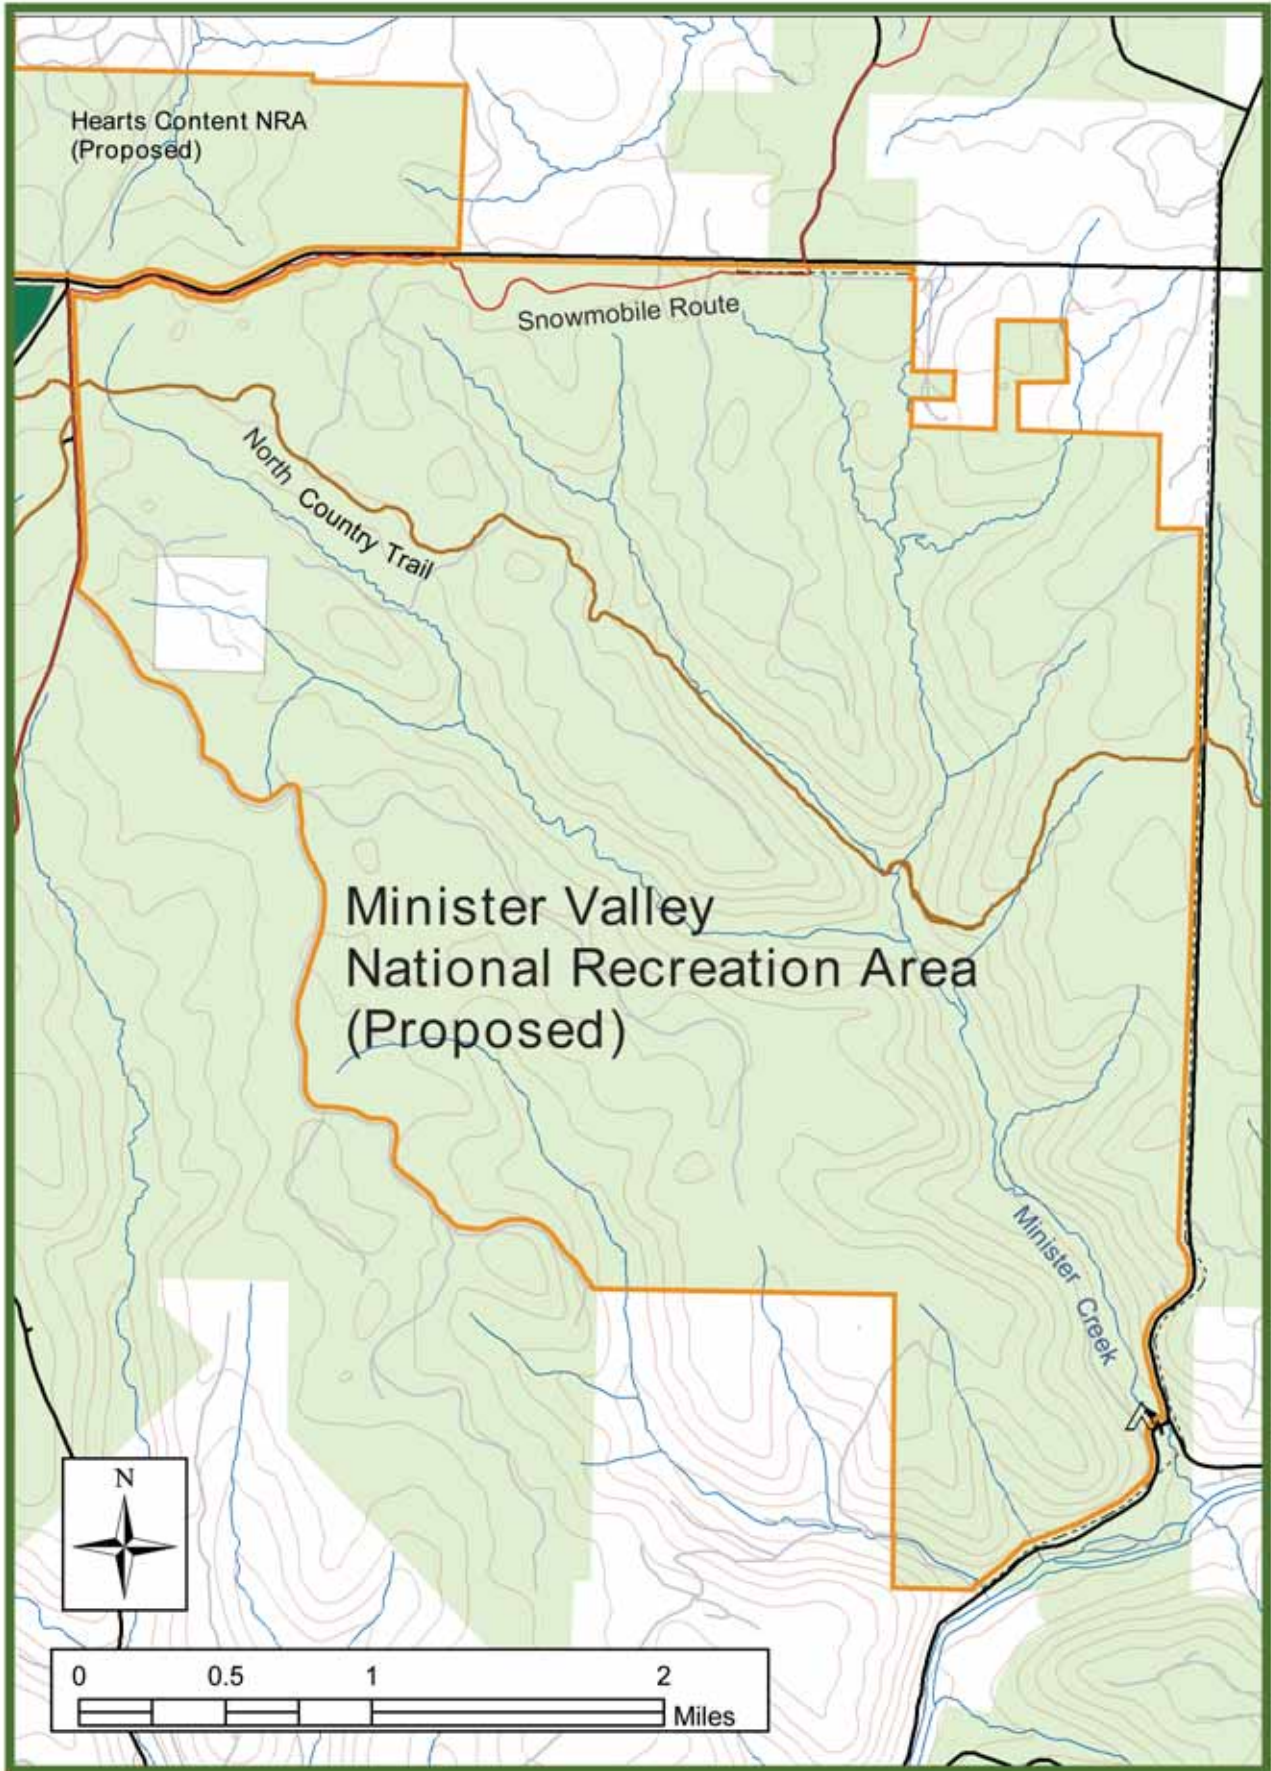 Hearts Content NRA
(Proposed)
Snowmobile Route
North Country Trail
Minister Valley
National Recreation Area
(Proposed)
Minister Creek
N
0 0.5 1 2
Miles